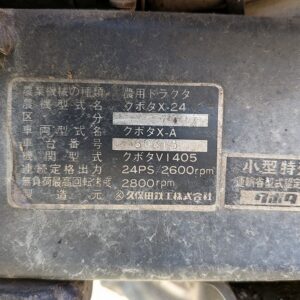 農業機械の種類 農用トラクタ
農機型式名 クボタX-24
区分
車両型式名 クボタX-A
車台番号
機関型式 クボタV1405
連続定格出力 24PS/2600rpm
無負荷最高回転速度 2800rpm
製造元 久保田鉄工株式会社
小型特
クボタ